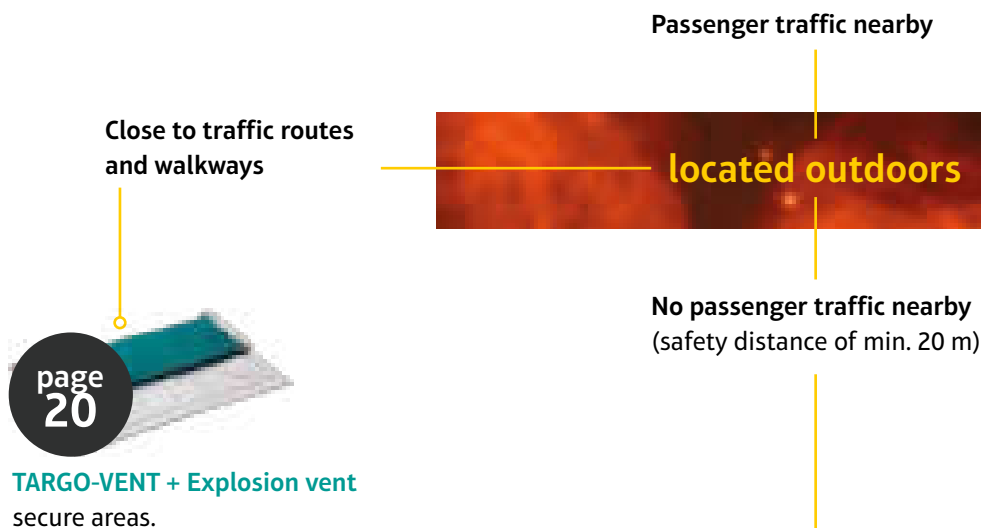 Passenger traffic nearby
Close to traffic routes
and walkways
located outdoors
No passenger traffic nearby
(safety distance of min. 20 m)
page
20
TARGO-VENT + Explosion vent
secure areas.